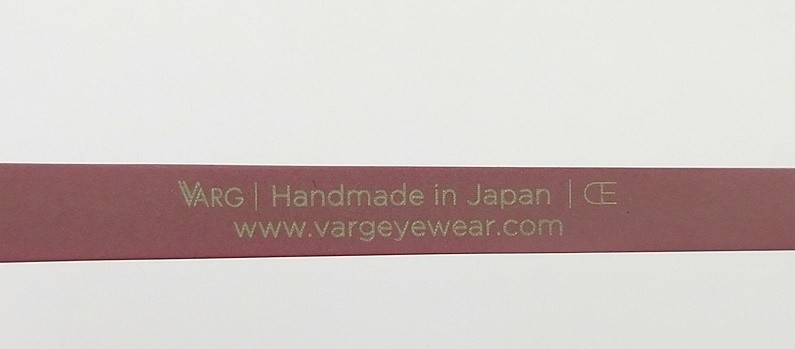 VARG | Handmade in Japan | CE
www.vargeyewear.com